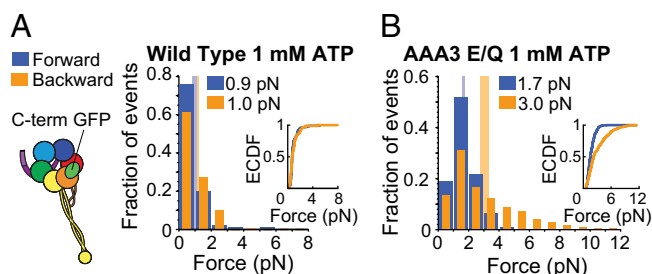 A
Forward
Backward
C-term GFP
Wild Type 1 mM ATP
0.9 pN
1.0 pN
Fraction of events
0.8
0.6
0.4
0.2
0
0 2 4 6 8
Force (pN)
ECDF
1
0.5
0 4 8
Force (pN)
B
AAA3 E/Q 1 mM ATP
1.7 pN
3.0 pN
Fraction of events
0.6
0.4
0.2
0
0 2 4 6 8 10 12
Force (pN)
ECDF
1
0.5
0 6 12
Force (pN)